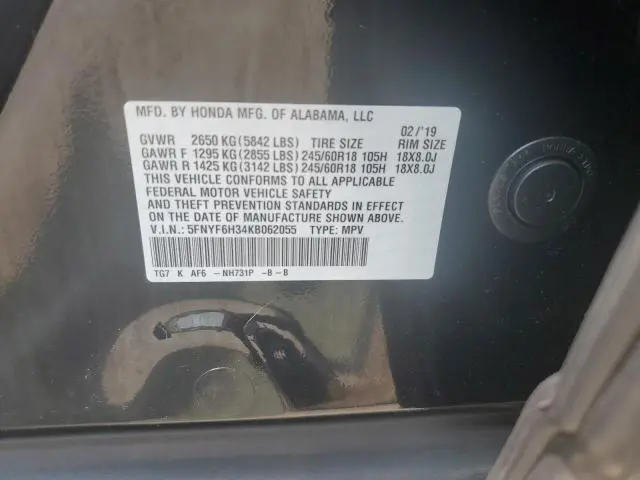 MFD. BY HONDA MFG. OF ALABAMA, LLC
02/'19
GVWR 2650 KG (5842 LBS) TIRE SIZE RIM SIZE
GAWR F 1295 KG (2855 LBS) 245/60R18 105H 18X8.0J
GAWR R 1425 KG (3142 LBS) 245/60R18 105H 18X8.0J
THIS VEHICLE CONFORMS TO ALL APPLICABLE
FEDERAL MOTOR VEHICLE SAFETY, BUMPER,
AND THEFT PREVENTION STANDARDS IN EFFECT
ON THE DATE OF MANUFACTURE SHOWN ABOVE.
V.I.N.: 5FNYF6H34KB062055 TYPE: MPV
TG7 K AF6 -NH731P -B-B